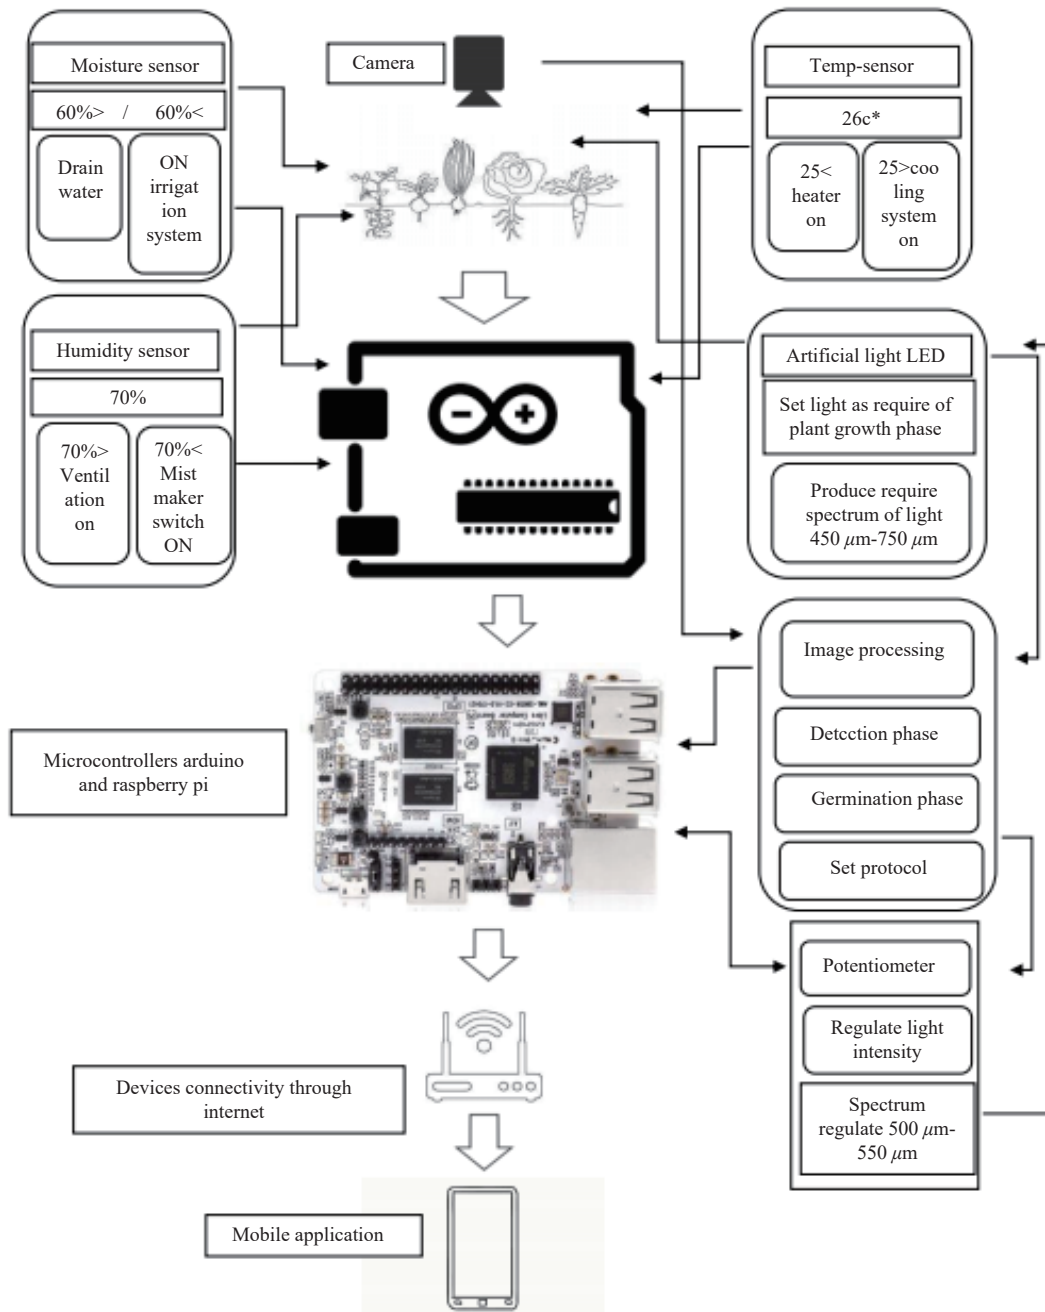 Moisture sensor
60%> / 60%<
Drain
water
ON
irrigat
ion
system
Camera
Temp-sensor
26c*
25<
heater
on
25>coo
ling
system
on
Humidity sensor
70%
70%>
Ventil
ation
on
70%<
Mist
maker
switch
ON
Artificial light LED
Set light as require of
plant growth phase
Produce require
spectrum of light
450 μm-750 μm
Image processing
Detection phase
Germination phase
Set protocol
Microcontrollers arduino
and raspberry pi
Potentiometer
Regulate light
intensity
Spectrum
regulate 500 μm-
550 μm
Devices connectivity through
internet
Mobile application